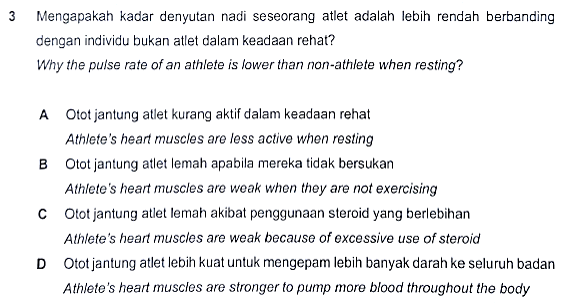 3 Mengapakah kadar denyutan nadi seseorang atlet adalah lebih rendah berbanding
dengan individu bukan atlet dalam keadaan rehat?
Why the pulse rate of an athlete is lower than non-athlete when resting?
A Otot jantung atlet kurang aktif dalam keadaan rehat
Athlete's heart muscles are less active when resting
B Otot jantung atlet lemah apabila mereka tidak bersukan
Athlete's heart muscles are weak when they are not exercising
C Otot jantung atlet lemah akibat penggunaan steroid yang berlebihan
Athlete's heart muscles are weak because of excessive use of steroid
D Otot jantung atlet lebih kuat untuk mengepam lebih banyak darah ke seluruh badan
Athlete's heart muscles are stronger to pump more blood throughout the body